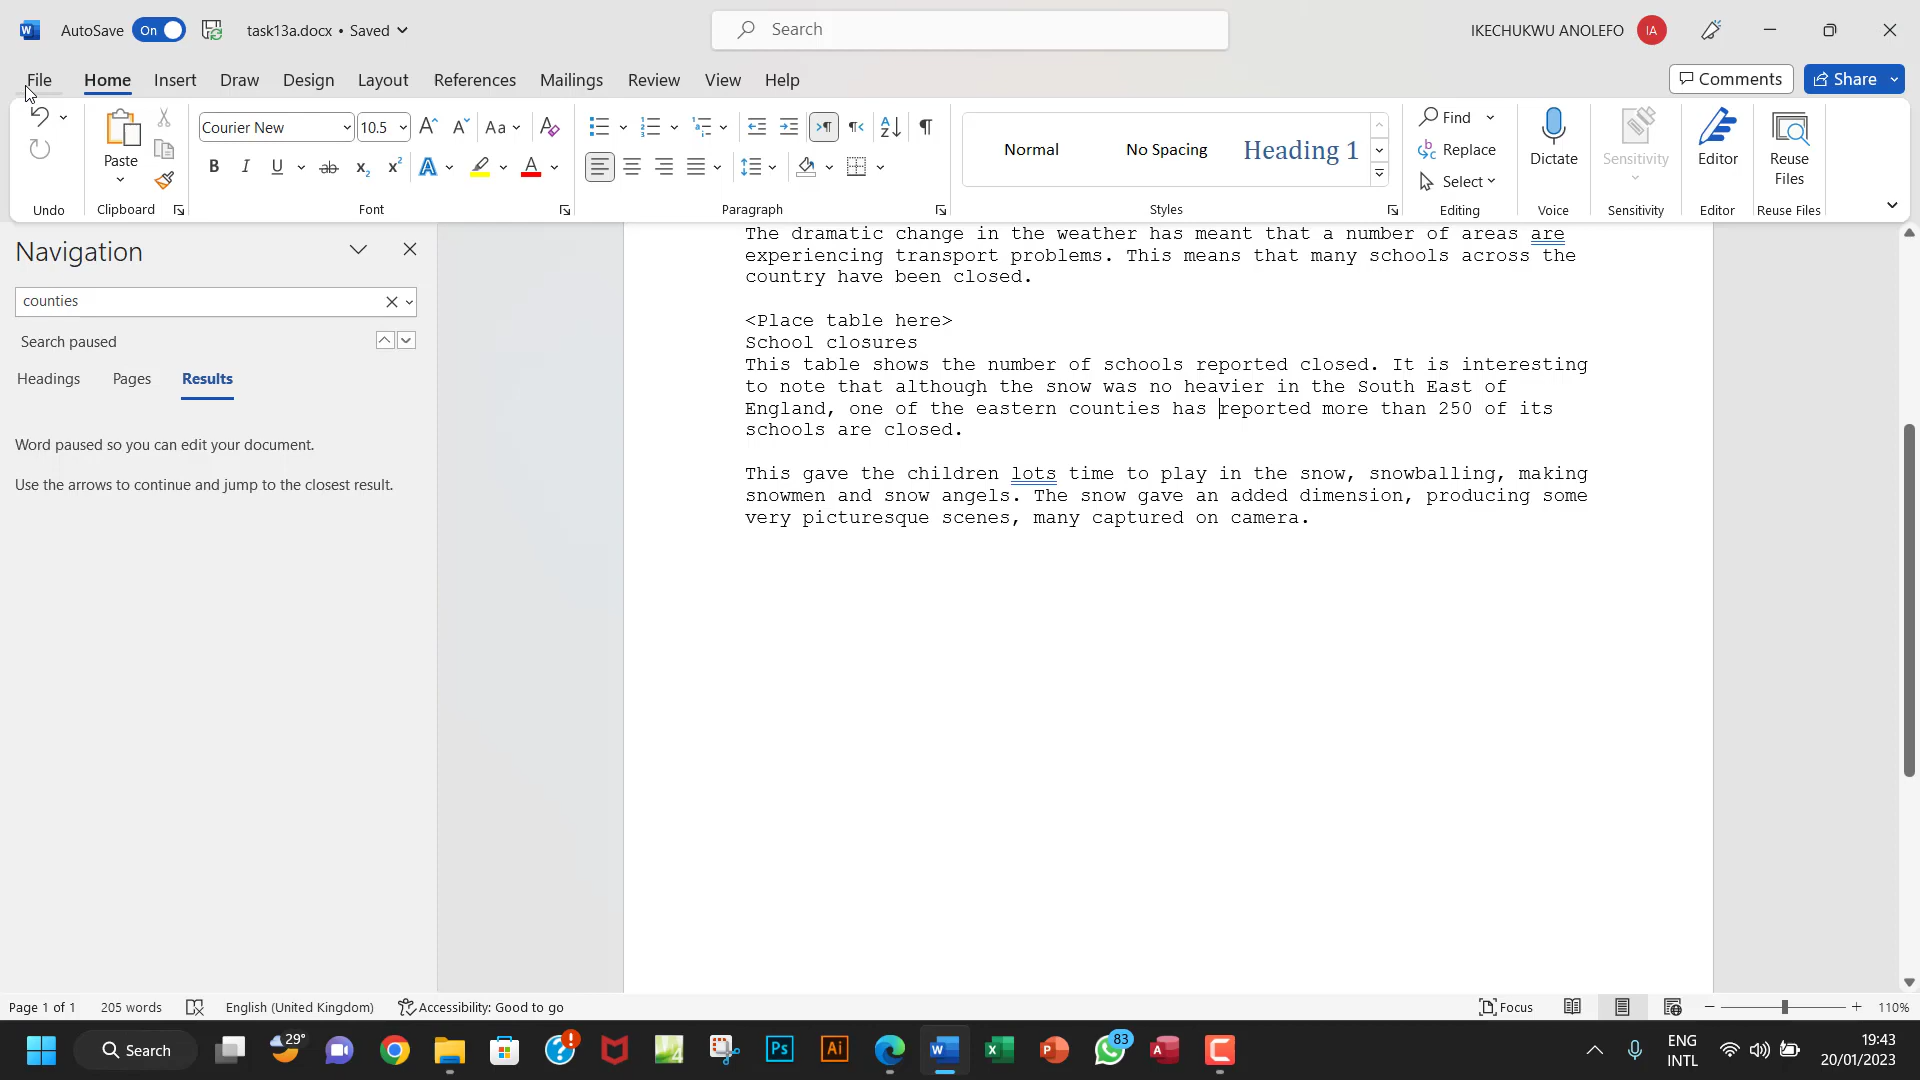 AutoSave On task13a.docx • Saved Search IKECHUKWU ANOLEFO IA
File Home Insert Draw Design Layout References Mailings Review View Help Comments Share
Courier New 10.5 Aa
Paste
Normal No Spacing Heading 1
Find
Replace
Select
Dictate Sensitivity Editor Reuse Files
Undo Clipboard Font Paragraph Styles Editing Voice Sensitivity Editor Reuse Files
Navigation
counties
Search paused
Headings Pages Results
Word paused so you can edit your document.
Use the arrows to continue and jump to the closest result.
The dramatic change in the weather has meant that a number of areas are
experiencing transport problems. This means that many schools across the
country have been closed.
<Place table here>
School closures
This table shows the number of schools reported closed. It is interesting
to note that although the snow was no heavier in the South East of
England, one of the eastern counties has reported more than 250 of its
schools are closed.
This gave the children lots time to play in the snow, snowballing, making
snowmen and snow angels. The snow gave an added dimension, producing some
very picturesque scenes, many captured on camera.
Page 1 of 1 205 words English (United Kingdom) Accessibility: Good to go Focus 110%
Search 29° Ps Ai 83 ENG INTL 19:43 20/01/2023